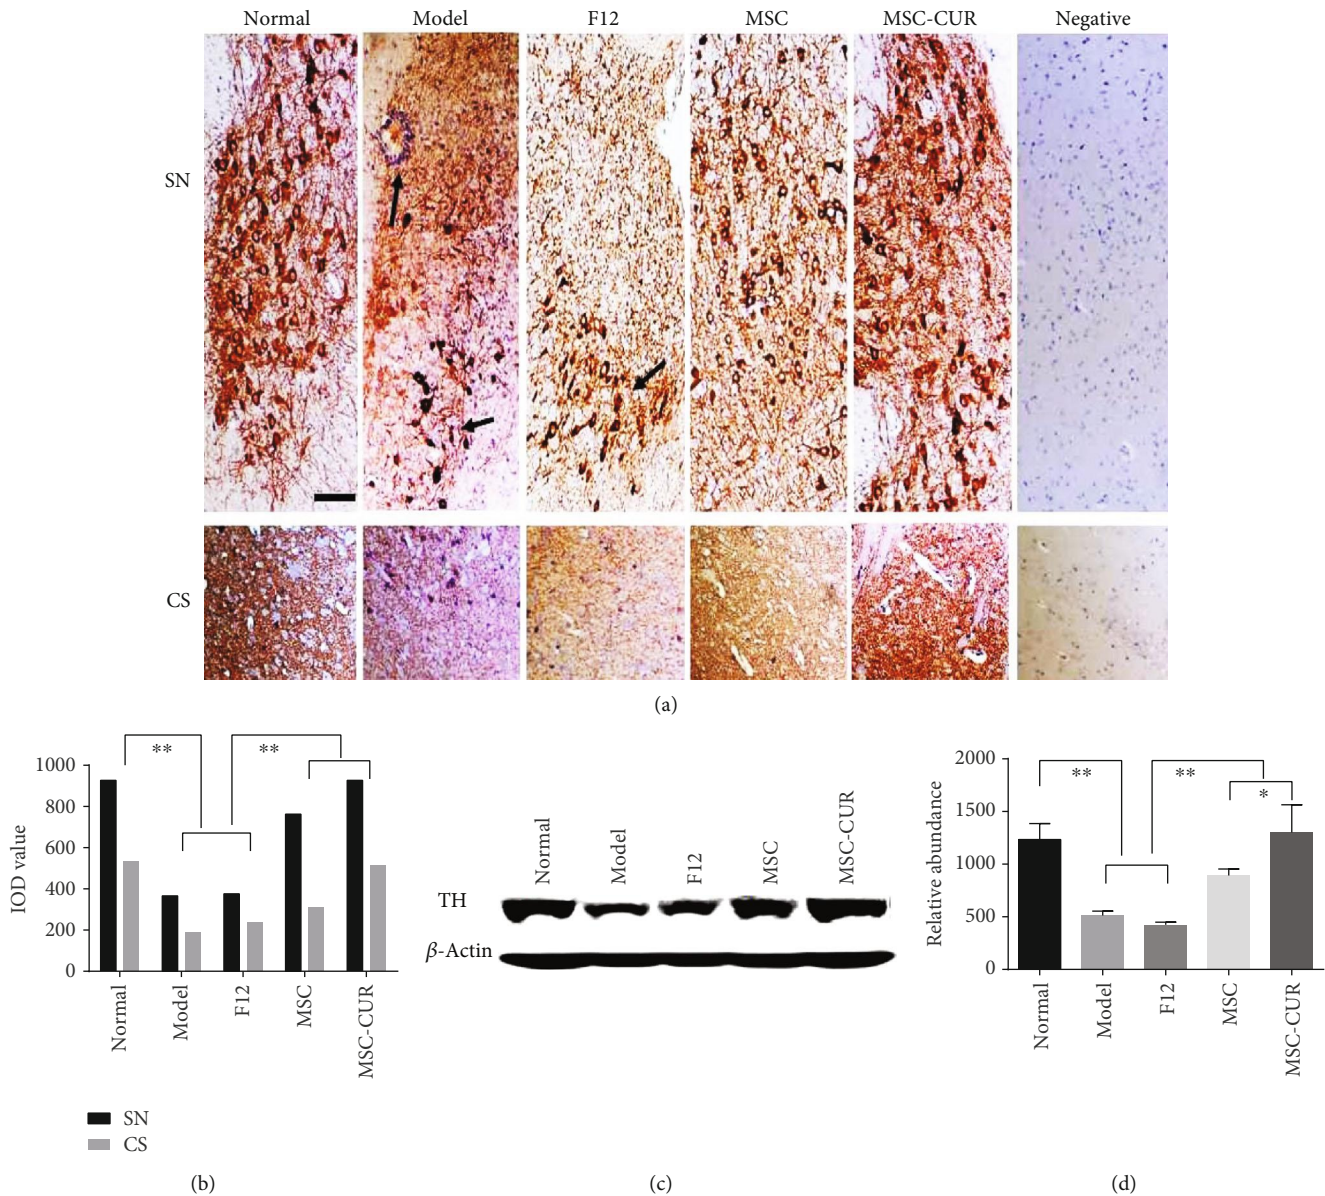 Normal Model F12 MSC MSC-CUR Negative
SN
CS
(a)
** **
1000
800
600
400
200
0
IOD value
Normal
Model
F12
MSC
MSC-CUR
SN
CS
(b)
Normal
Model
F12
MSC
MSC-CUR
TH
β-Actin
(c)
** **
*
2000
1500
1000
500
0
Relative abundance
Normal
Model
F12
MSC
MSC-CUR
(d)